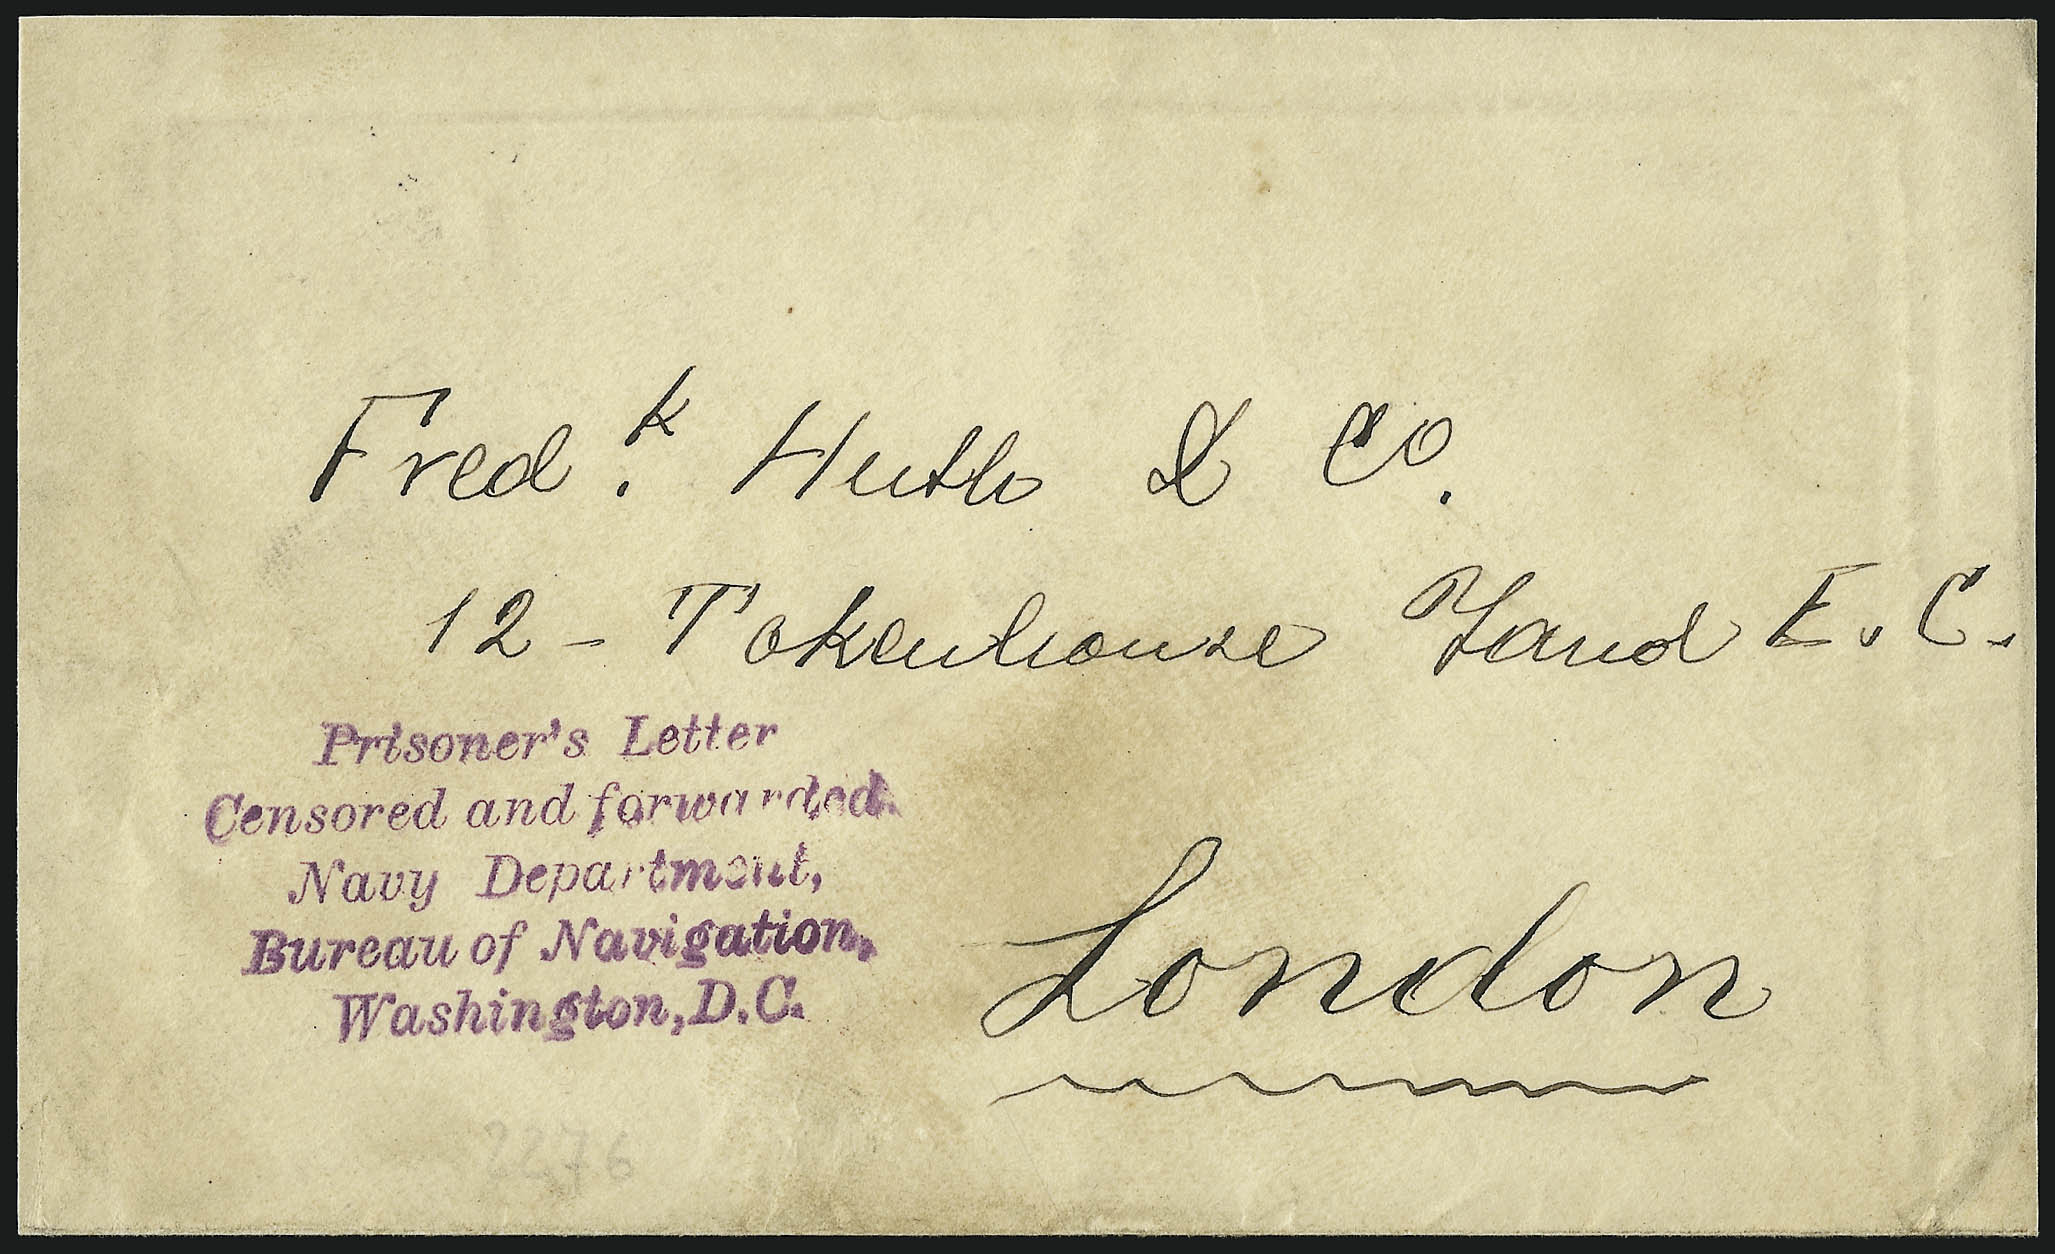 Fred.k Huth & Co.
12 - Tokenhouse Yard E.C.
Prisoner's Letter
Censored and forwarded.
Navy Department,
Bureau of Navigation,
Washington, D.C.
London
2276